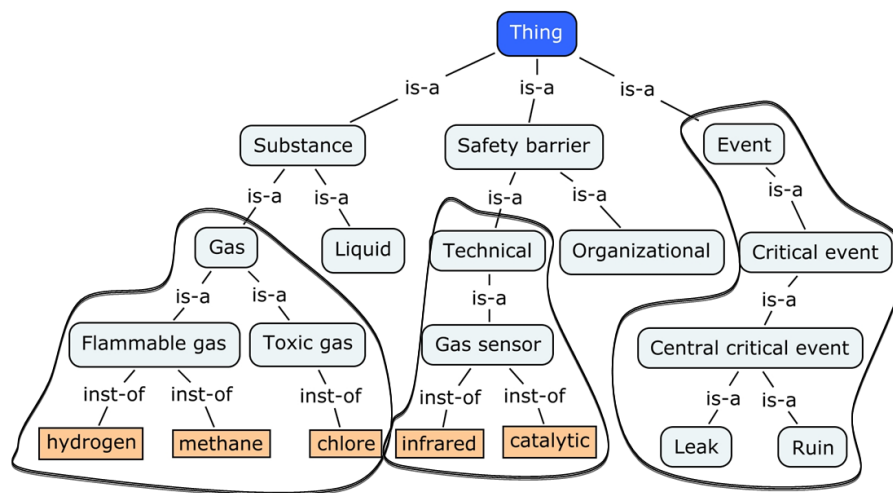 Thing
is-a is-a is-a
Substance Safety barrier Event
is-a is-a is-a is-a is-a
Gas Liquid Technical Organizational Critical event
is-a is-a is-a is-a
Flammable gas Toxic gas Gas sensor Central critical event
inst-of inst-of inst-of inst-of inst-of is-a is-a
hydrogen methane chlore infrared catalytic Leak Ruin